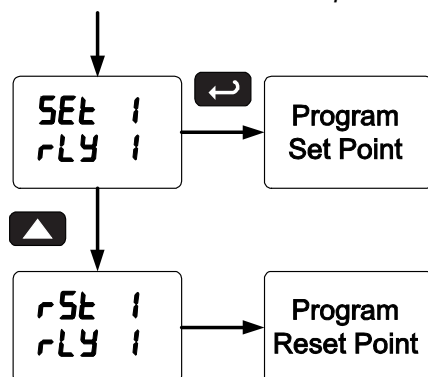 SEt 1
rLY 1
Program
Set Point
rSt 1
rLY 1
Program
Reset Point